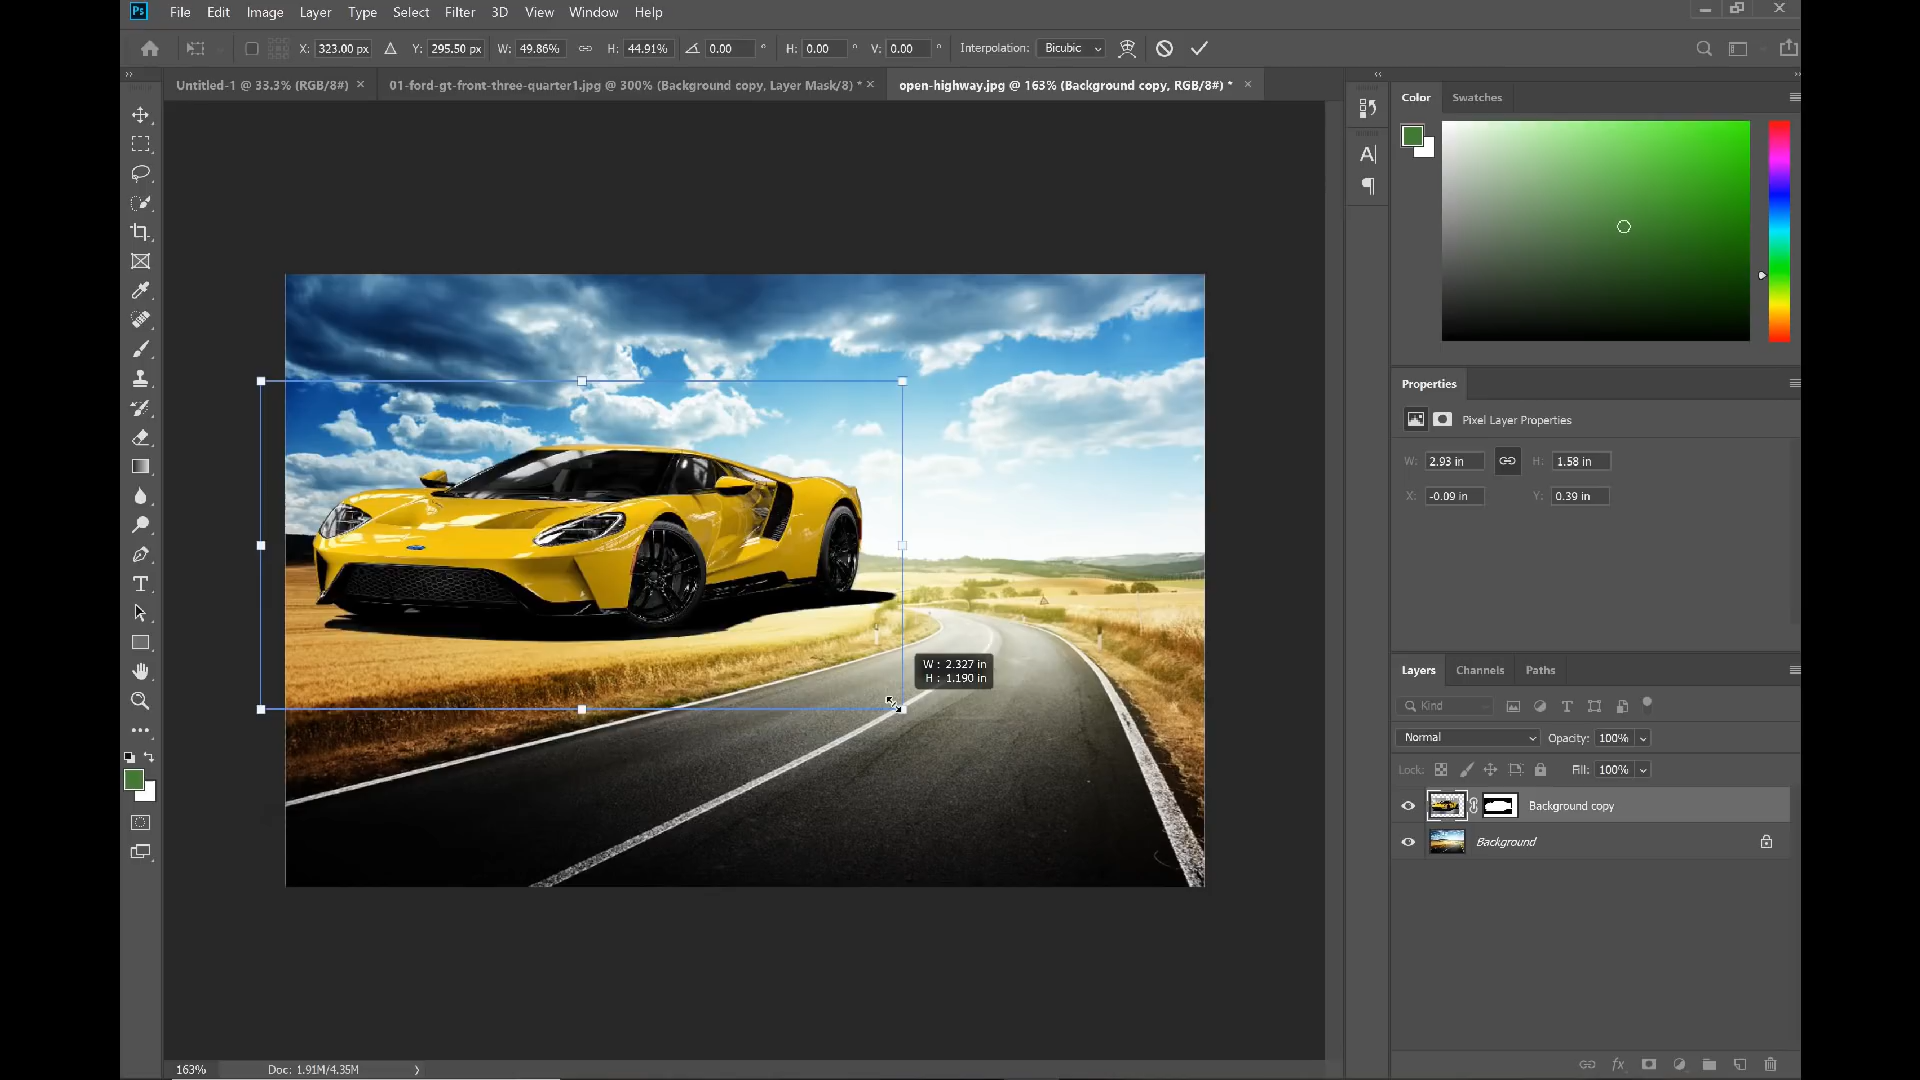 Ps File Edit Image Layer Type Select Filter 3D View Window Help
X: 323.00 px Y: 295.50 px W: 49.86% H: 44.91% 0.00 ° H: 0.00 ° V: 0.00 ° Interpolation: Bicubic
Untitled-1 @ 33.3% (RGB/8#) × 01-ford-gt-front-three-quarter1.jpg @ 300% (Background copy, Layer Mask/8) * × open-highway.jpg @ 163% (Background copy, RGB/8#) * ×
Color Swatches
Properties
Pixel Layer Properties
W: 2.93 in H: 1.58 in
X: -0.09 in Y: 0.39 in
W : 2.327 in
H : 1.190 in
Layers Channels Paths
Kind
Normal Opacity: 100%
Lock: Fill: 100%
Background copy
Background
163% Doc: 1.91M/4.35M